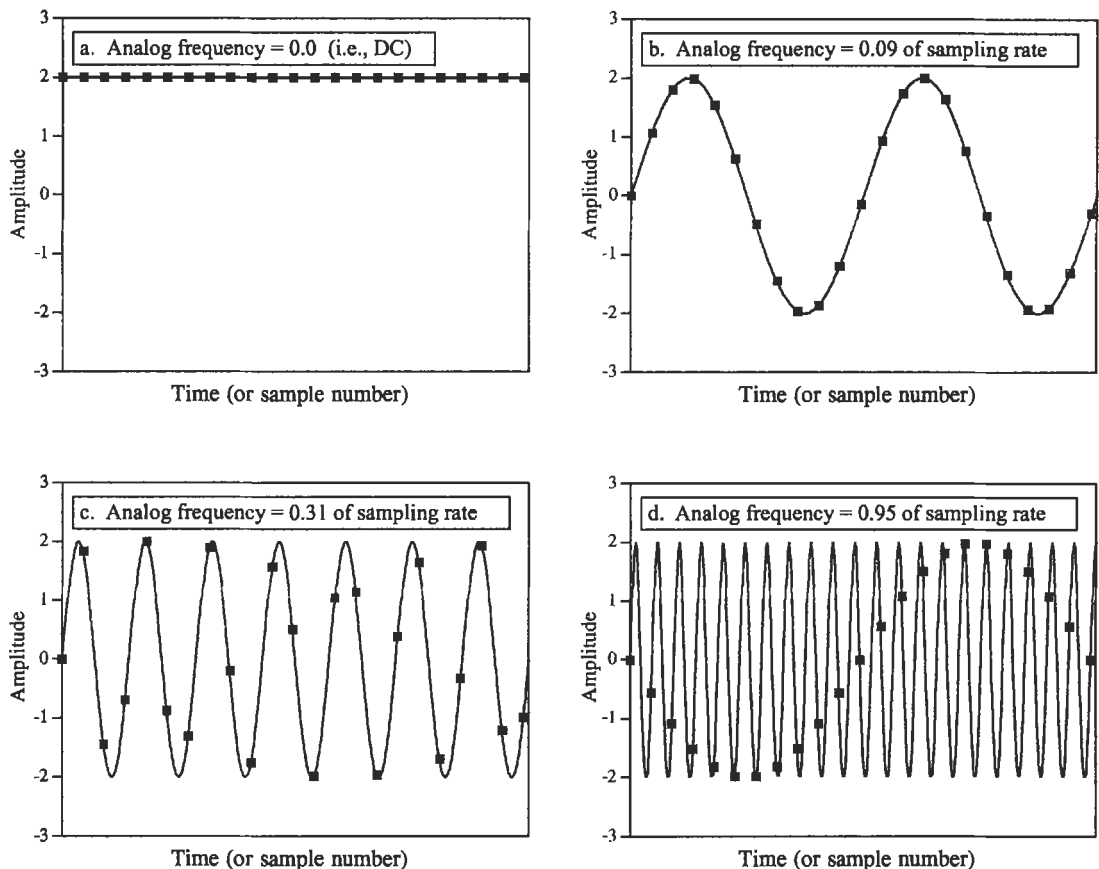 a. Analog frequency = 0.0 (i.e., DC)
3
2
1
0
-1
-2
-3
Amplitude
Time (or sample number)
b. Analog frequency = 0.09 of sampling rate
3
2
1
0
-1
-2
-3
Amplitude
Time (or sample number)
c. Analog frequency = 0.31 of sampling rate
3
2
1
0
-1
-2
-3
Amplitude
Time (or sample number)
d. Analog frequency = 0.95 of sampling rate
3
2
1
0
-1
-2
-3
Amplitude
Time (or sample number)